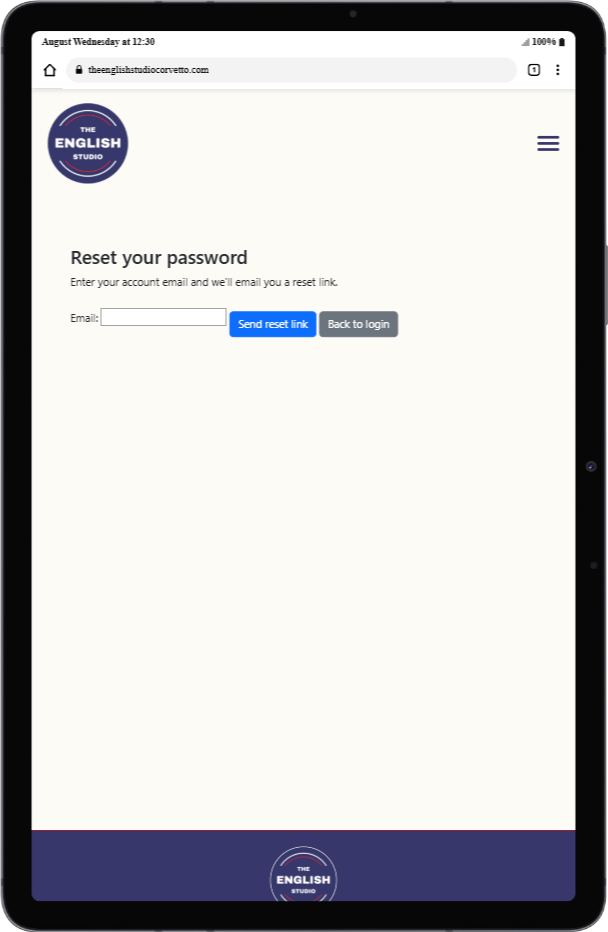 August Wednesday at 12:30
100%
theenglishstudiocorvetto.com
1
THE
ENGLISH
STUDIO
Reset your password
Enter your account email and we'll email you a reset link.
Email:
Send reset link
Back to login
THE
ENGLISH
STUDIO